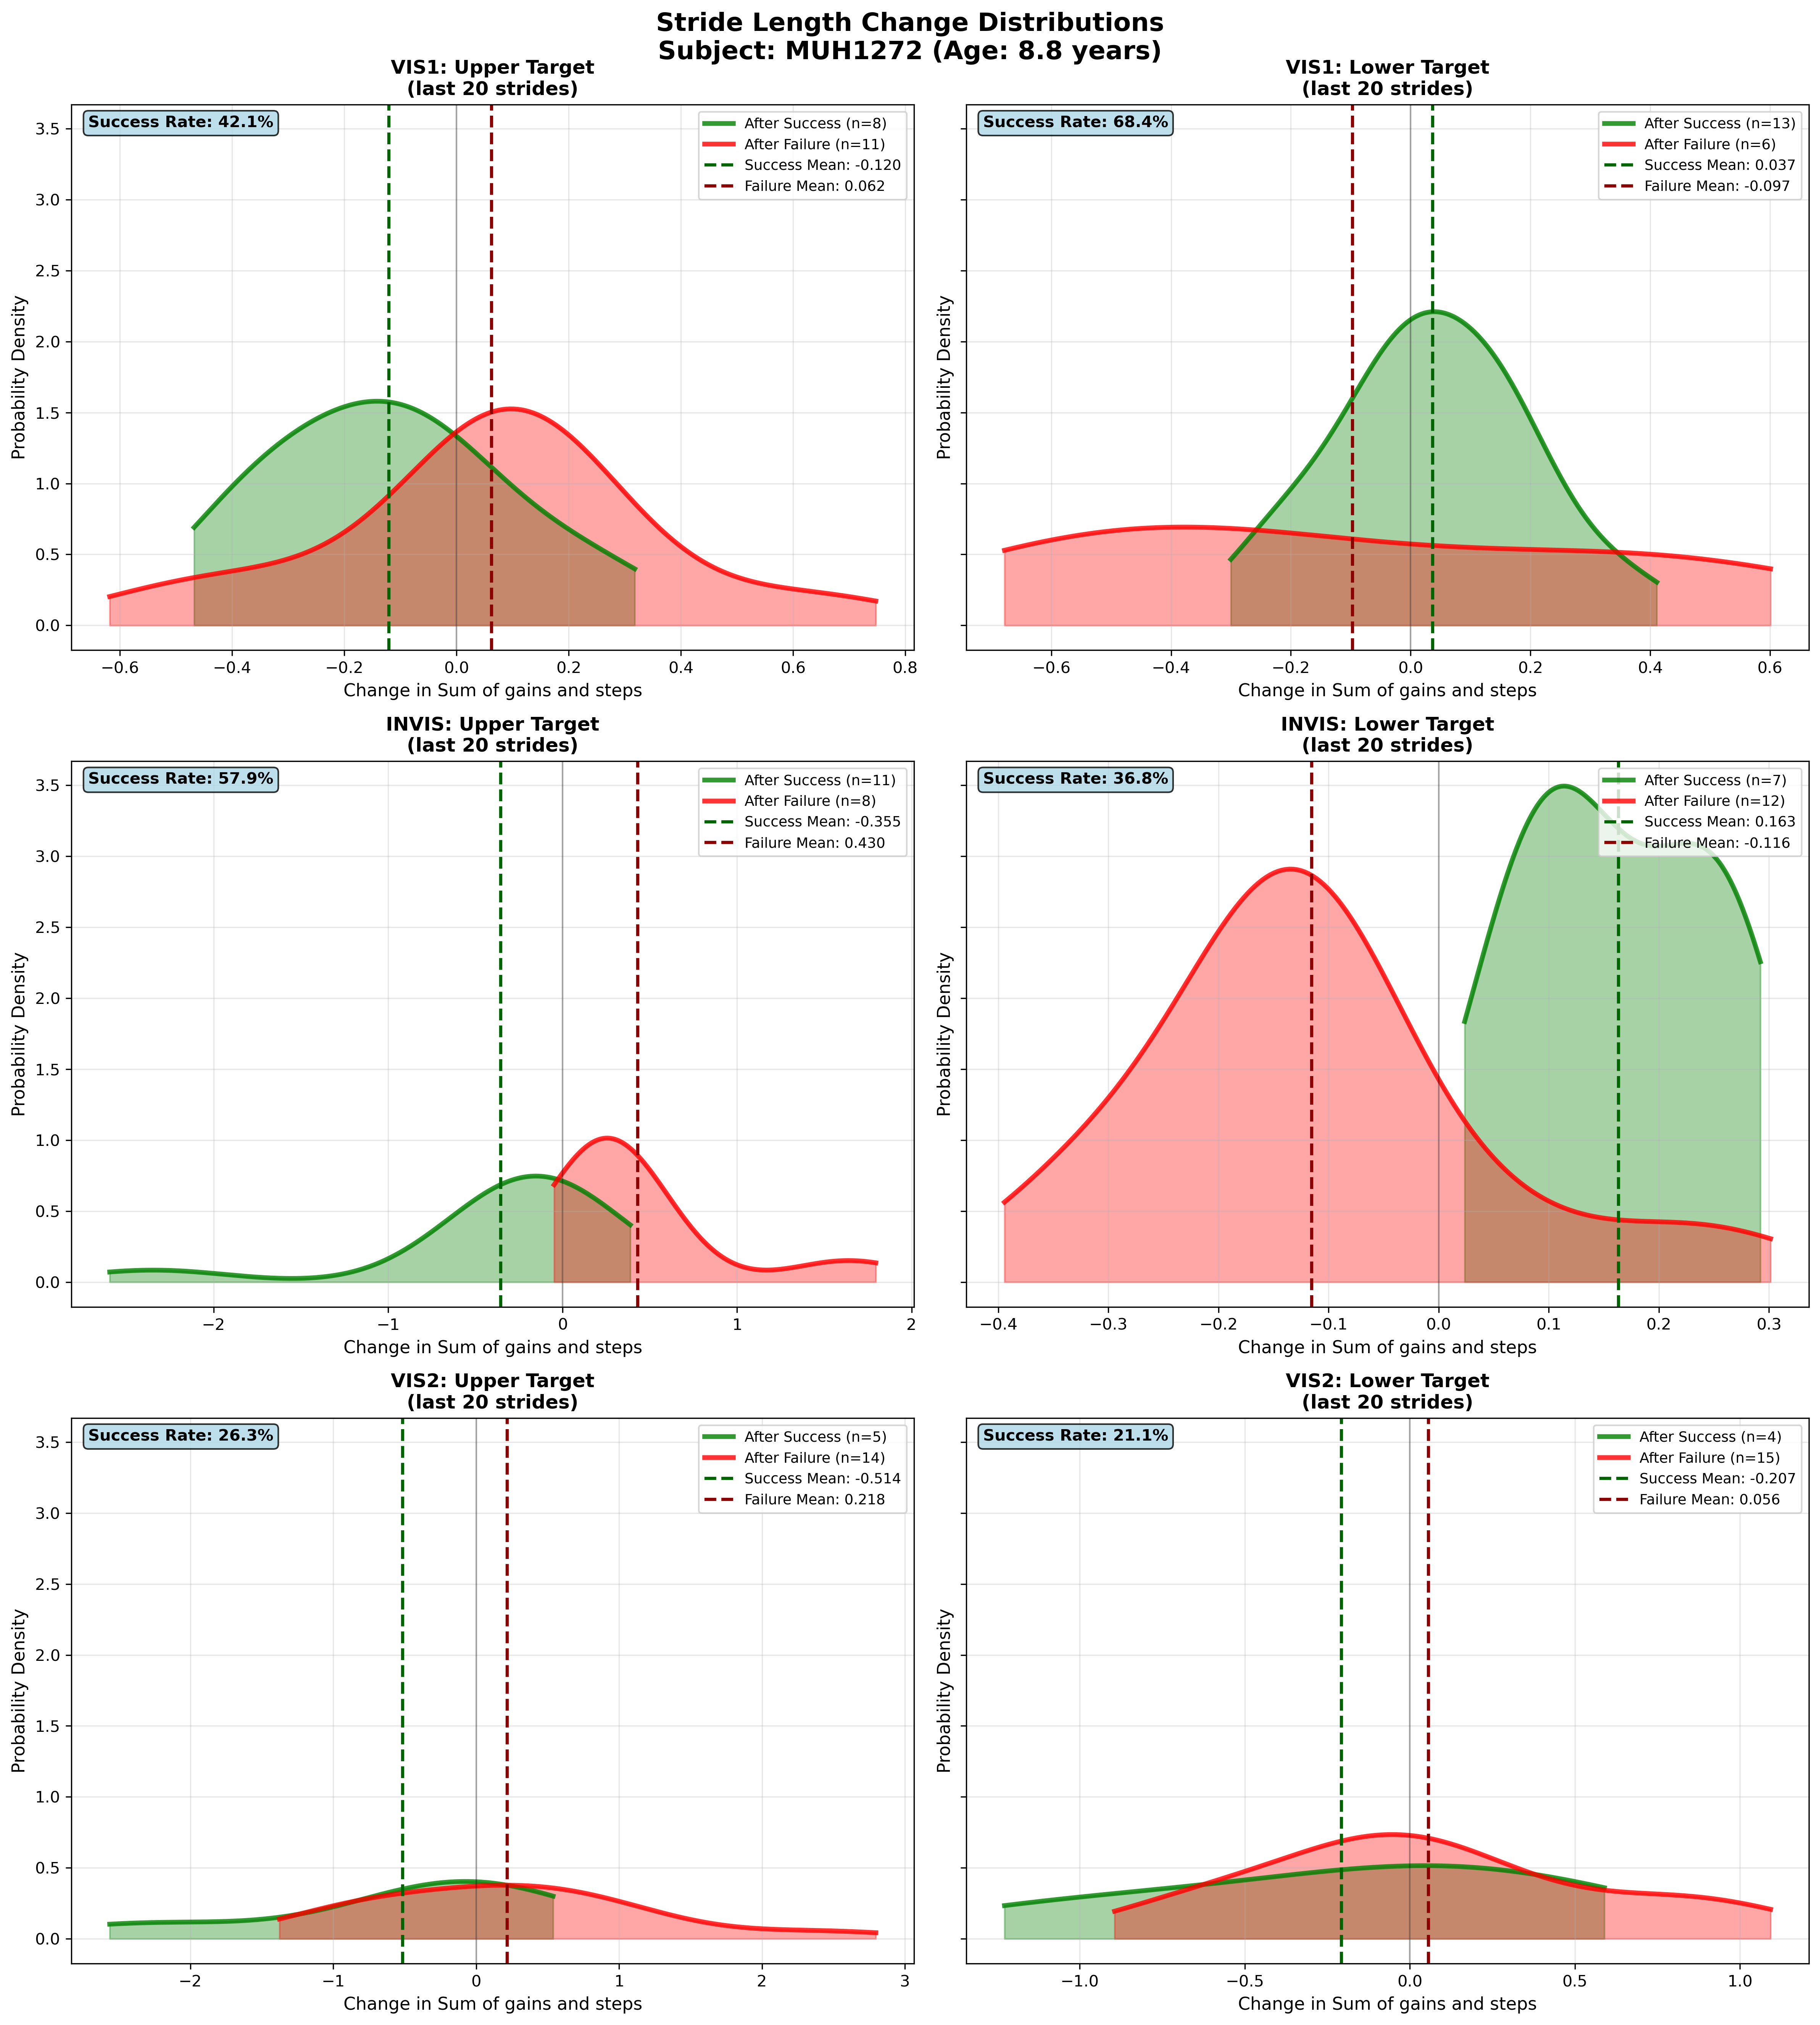 Stride Length Change Distributions
Subject: MUH1272 (Age: 8.8 years)
VIS1: Upper Target
(last 20 strides)
Success Rate: 42.1%
After Success (n=8)
After Failure (n=11)
Success Mean: -0.120
Failure Mean: 0.062
Probability Density
3.5
3.0
2.5
2.0
1.5
1.0
0.5
0.0
−0.6 −0.4 −0.2 0.0 0.2 0.4 0.6 0.8
Change in Sum of gains and steps
VIS1: Lower Target
(last 20 strides)
Success Rate: 68.4%
After Success (n=13)
After Failure (n=6)
Success Mean: 0.037
Failure Mean: -0.097
Probability Density
−0.6 −0.4 −0.2 0.0 0.2 0.4 0.6
Change in Sum of gains and steps
INVIS: Upper Target
(last 20 strides)
Success Rate: 57.9%
After Success (n=11)
After Failure (n=8)
Success Mean: -0.355
Failure Mean: 0.430
Probability Density
3.5
3.0
2.5
2.0
1.5
1.0
0.5
0.0
−2 −1 0 1 2
Change in Sum of gains and steps
INVIS: Lower Target
(last 20 strides)
Success Rate: 36.8%
After Success (n=7)
After Failure (n=12)
Success Mean: 0.163
Failure Mean: -0.116
Probability Density
−0.4 −0.3 −0.2 −0.1 0.0 0.1 0.2 0.3
Change in Sum of gains and steps
VIS2: Upper Target
(last 20 strides)
Success Rate: 26.3%
After Success (n=5)
After Failure (n=14)
Success Mean: -0.514
Failure Mean: 0.218
Probability Density
3.5
3.0
2.5
2.0
1.5
1.0
0.5
0.0
−2 −1 0 1 2 3
Change in Sum of gains and steps
VIS2: Lower Target
(last 20 strides)
Success Rate: 21.1%
After Success (n=4)
After Failure (n=15)
Success Mean: -0.207
Failure Mean: 0.056
Probability Density
−1.0 −0.5 0.0 0.5 1.0
Change in Sum of gains and steps